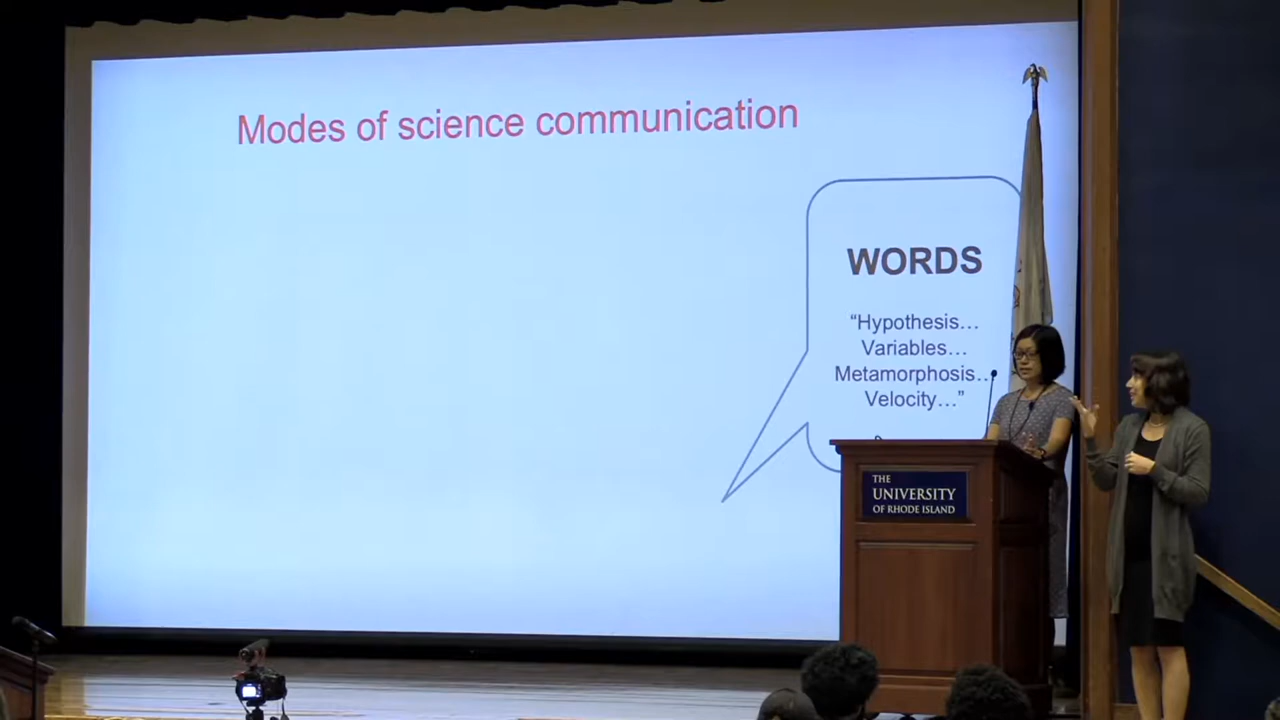 Modes of science communication
WORDS
“Hypothesis…
Variables…
Metamorphosis…
Velocity…”
THE
UNIVERSITY
OF RHODE ISLAND